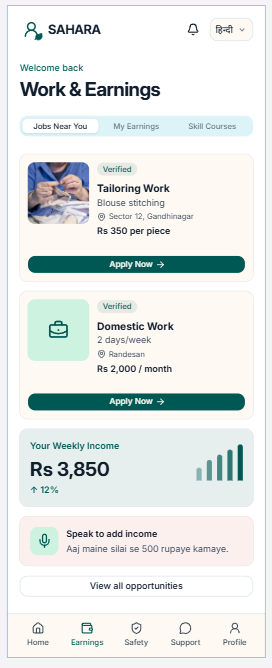 SAHARA
हिन्दी
Welcome back
Work & Earnings
Jobs Near You
My Earnings
Skill Courses
Verified
Tailoring Work
Blouse stitching
Sector 12, Gandhinagar
Rs 350 per piece
Apply Now →
Verified
Domestic Work
2 days/week
Randesan
Rs 2,000 / month
Apply Now →
Your Weekly Income
Rs 3,850
↑ 12%
Speak to add income
Aaj maine silai se 500 rupaye kamaye.
View all opportunities
Home
Earnings
Safety
Support
Profile